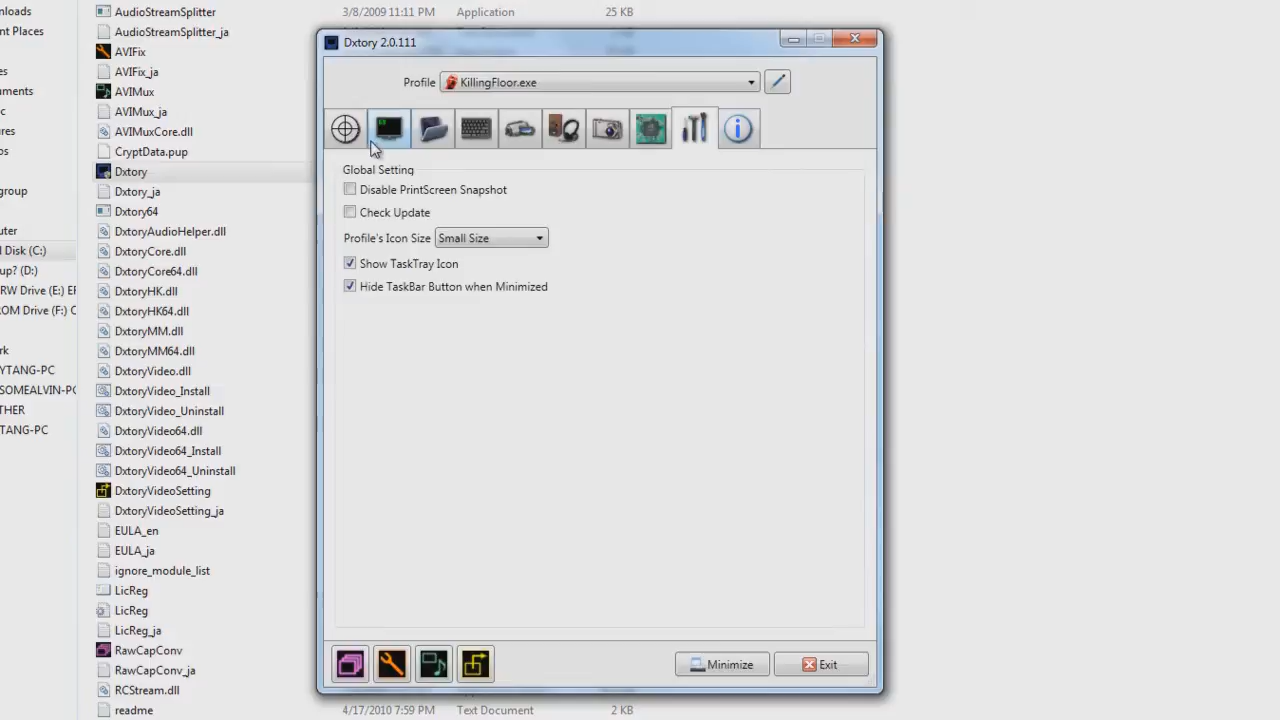 nloads
nt Places
es
uments
c
ures
os
group
uter
l Disk (C:)
up? (D:)
RW Drive (E:) EF
ROM Drive (F:) C
rk
YTANG-PC
SOMEALVIN-PC
THER
TANG-PC
AudioStreamSplitter 3/8/2009 11:11 PM Application 25 KB
AudioStreamSplitter_ja
AVIFix
AVIFix_ja
AVIMux
AVIMux_ja
AVIMuxCore.dll
CryptData.pup
Dxtory
Dxtory_ja
Dxtory64
DxtoryAudioHelper.dll
DxtoryCore.dll
DxtoryCore64.dll
DxtoryHK.dll
DxtoryHK64.dll
DxtoryMM.dll
DxtoryMM64.dll
DxtoryVideo.dll
DxtoryVideo_Install
DxtoryVideo_Uninstall
DxtoryVideo64.dll
DxtoryVideo64_Install
DxtoryVideo64_Uninstall
DxtoryVideoSetting
DxtoryVideoSetting_ja
EULA_en
EULA_ja
ignore_module_list
LicReg
LicReg
LicReg_ja
RawCapConv
RawCapConv_ja
RCStream.dll
readme 4/17/2010 7:59 PM Text Document 2 KB
Dxtory 2.0.111
Profile KillingFloor.exe
Global Setting
Disable PrintScreen Snapshot
Check Update
Profile's Icon Size Small Size
Show TaskTray Icon
Hide TaskBar Button when Minimized
Minimize Exit